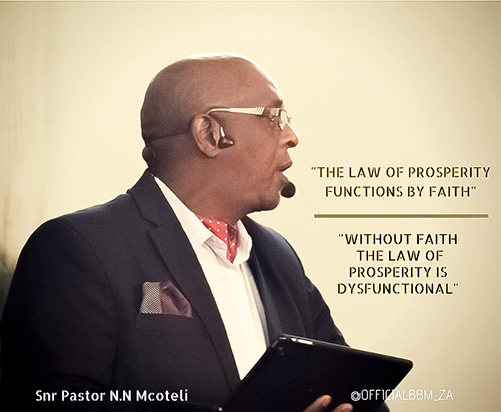 "THE LAW OF PROSPERITY
FUNCTIONS BY FAITH"
"WITHOUT FAITH
THE LAW OF
PROSPERITY IS
DYSFUNCTIONAL"
Snr Pastor N.N Mcoteli
@OFFICIALBBM_ZA